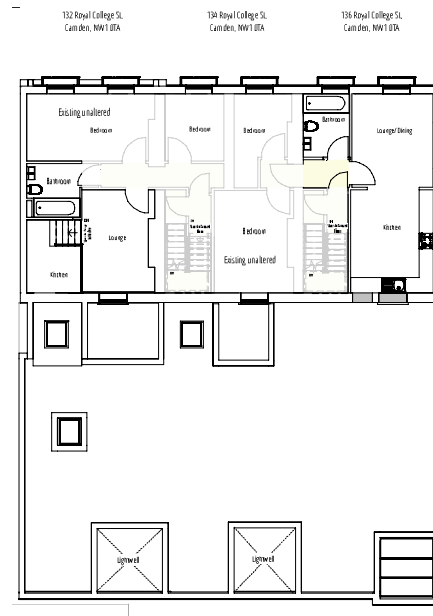 132 Royal College St.
Camden, NW1 0TA
134 Royal College St.
Camden, NW1 0TA
136 Royal College St.
Camden, NW1 0TA
Existing unaltered
Bedroom
Bedroom
Bedroom
Bathroom
Lounge/Dining
Bathroom
Lounge
Kitchen
Bedroom
Existing unaltered
Kitchen
Lightwell
Lightwell